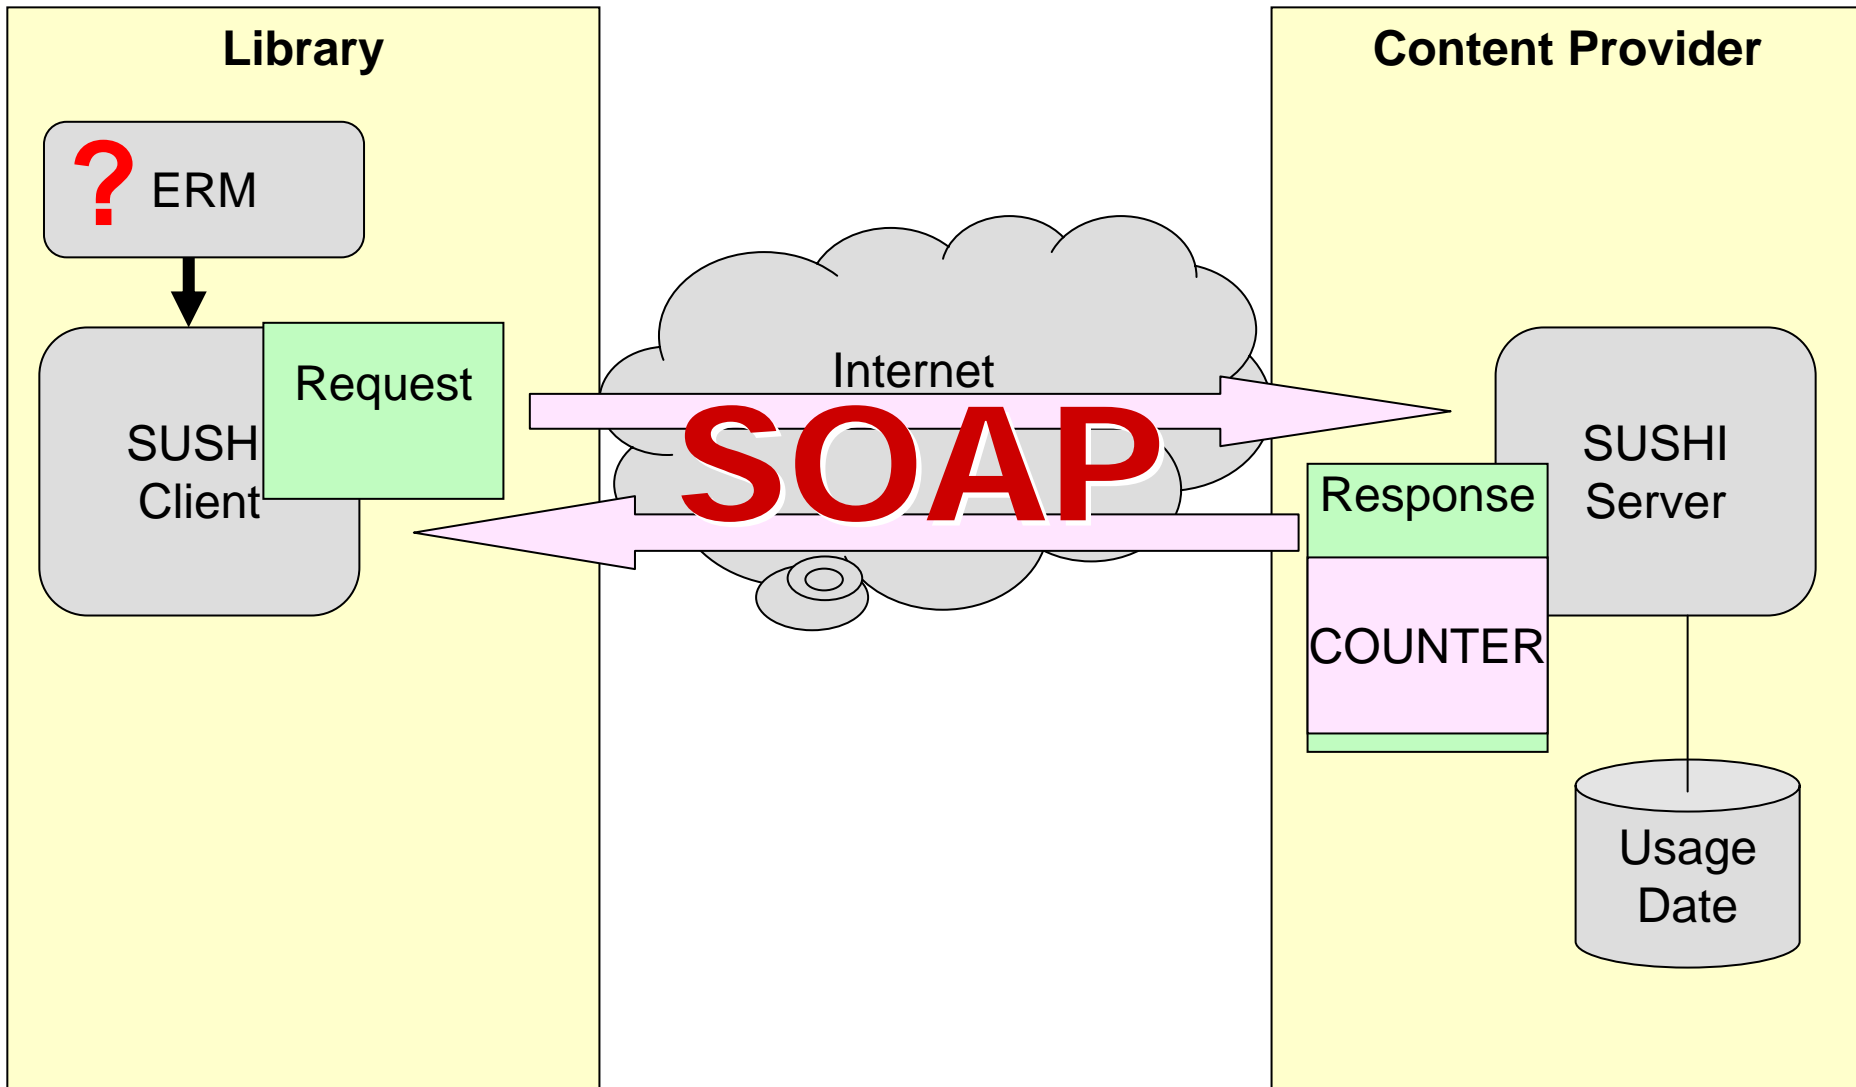 Library
Content Provider
? ERM
Request
SUSH
Client
Internet
SOAP
SUSHI
Server
Response
COUNTER
Usage
Date